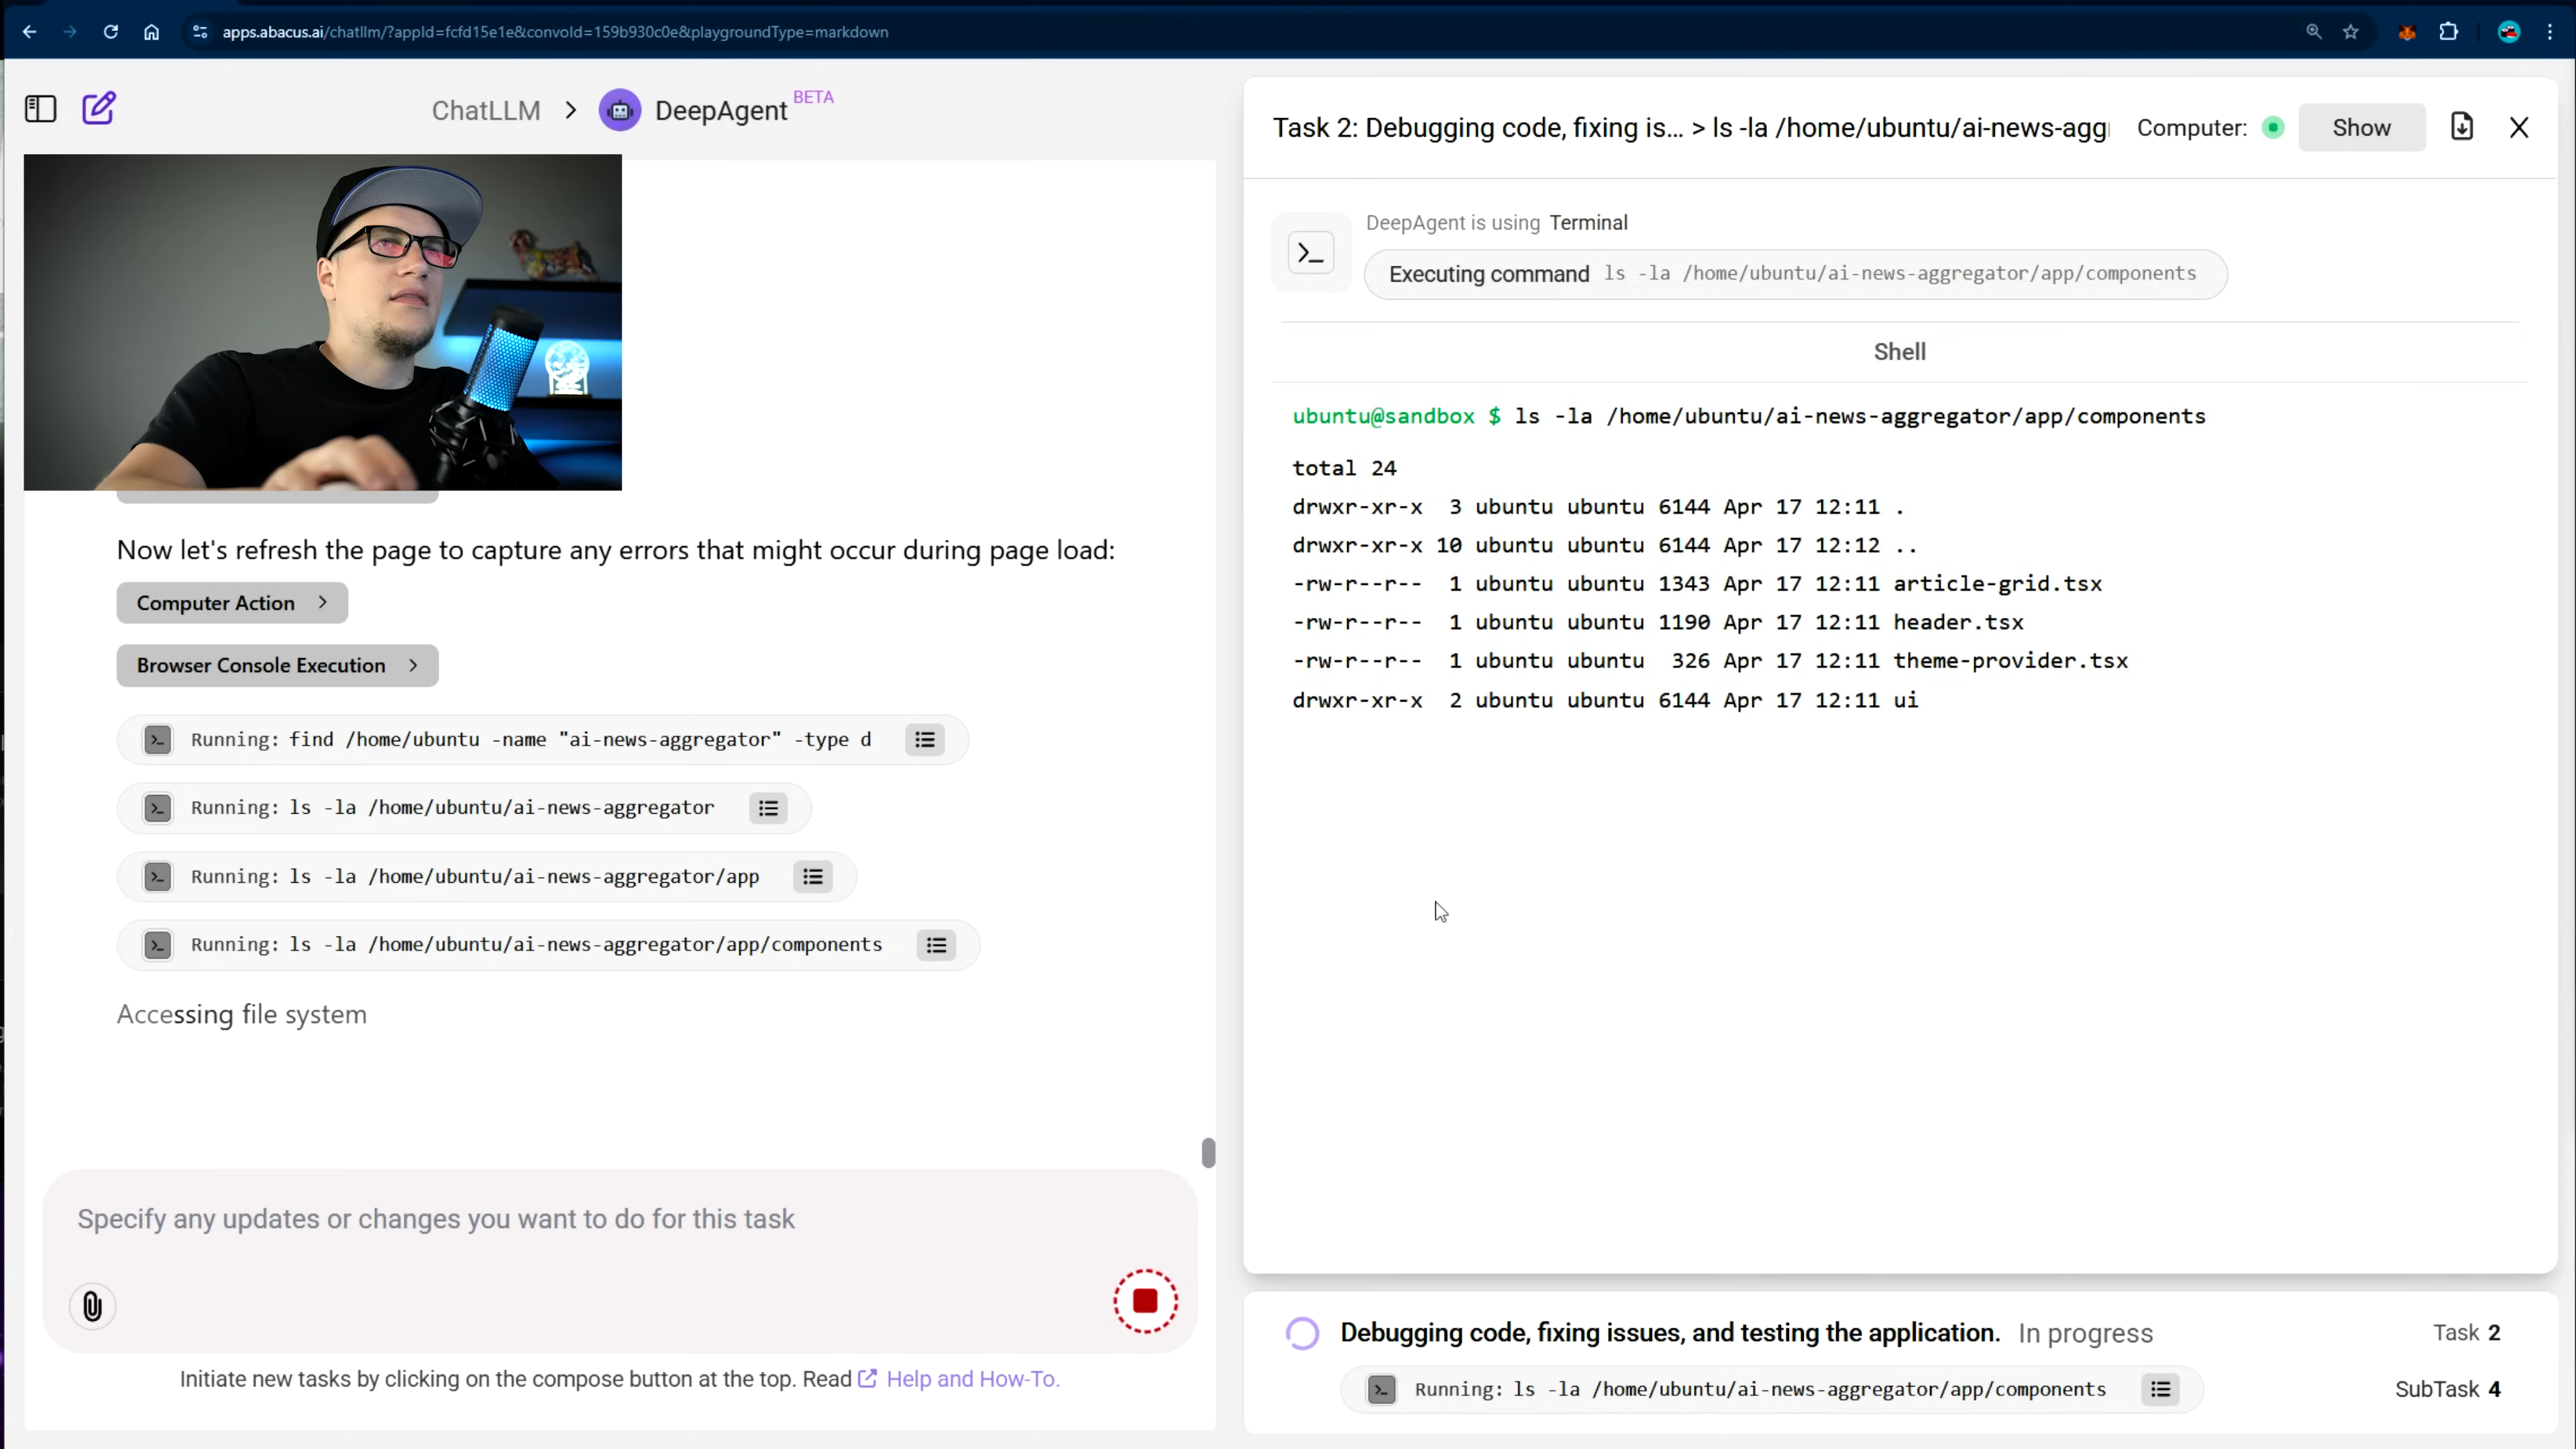 apps.abacus.ai/chatllm/?appId=fcfd15e1e&convoId=159b930c0e&playgroundType=markdown
ChatLLM > DeepAgent BETA
Now let's refresh the page to capture any errors that might occur during page load:
Computer Action >
Browser Console Execution >
Running: find /home/ubuntu -name "ai-news-aggregator" -type d
Running: ls -la /home/ubuntu/ai-news-aggregator
Running: ls -la /home/ubuntu/ai-news-aggregator/app
Running: ls -la /home/ubuntu/ai-news-aggregator/app/components
Accessing file system
Specify any updates or changes you want to do for this task
Initiate new tasks by clicking on the compose button at the top. Read Help and How-To.
Task 2: Debugging code, fixing is... > ls -la /home/ubuntu/ai-news-agg
Computer: Show
DeepAgent is using Terminal
Executing command ls -la /home/ubuntu/ai-news-aggregator/app/components
Shell
ubuntu@sandbox $ ls -la /home/ubuntu/ai-news-aggregator/app/components
total 24
drwxr-xr-x 3 ubuntu ubuntu 6144 Apr 17 12:11 .
drwxr-xr-x 10 ubuntu ubuntu 6144 Apr 17 12:12 ..
-rw-r--r-- 1 ubuntu ubuntu 1343 Apr 17 12:11 article-grid.tsx
-rw-r--r-- 1 ubuntu ubuntu 1190 Apr 17 12:11 header.tsx
-rw-r--r-- 1 ubuntu ubuntu 326 Apr 17 12:11 theme-provider.tsx
drwxr-xr-x 2 ubuntu ubuntu 6144 Apr 17 12:11 ui
Debugging code, fixing issues, and testing the application. In progress
Task 2
Running: ls -la /home/ubuntu/ai-news-aggregator/app/components
SubTask 4